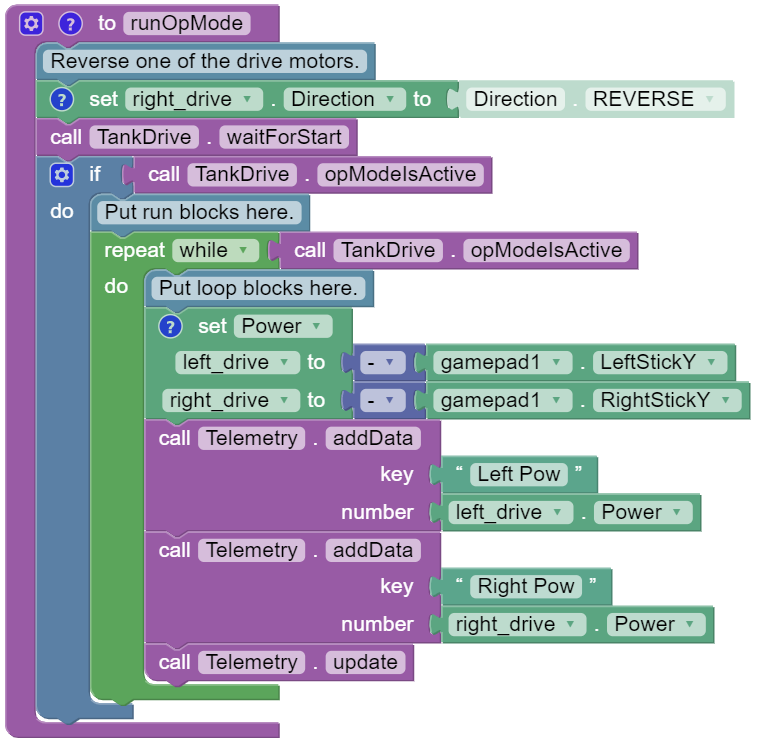 ? to runOpMode
Reverse one of the drive motors.
? set right_drive . Direction to Direction . REVERSE
call TankDrive . waitForStart
if call TankDrive . opModeIsActive
do Put run blocks here.
repeat while call TankDrive . opModeIsActive
do Put loop blocks here.
? set Power
left_drive to - gamepad1 . LeftStickY
right_drive to - gamepad1 . RightStickY
call Telemetry . addData
key “ Left Pow ”
number left_drive . Power
call Telemetry . addData
key “ Right Pow ”
number right_drive . Power
call Telemetry . update